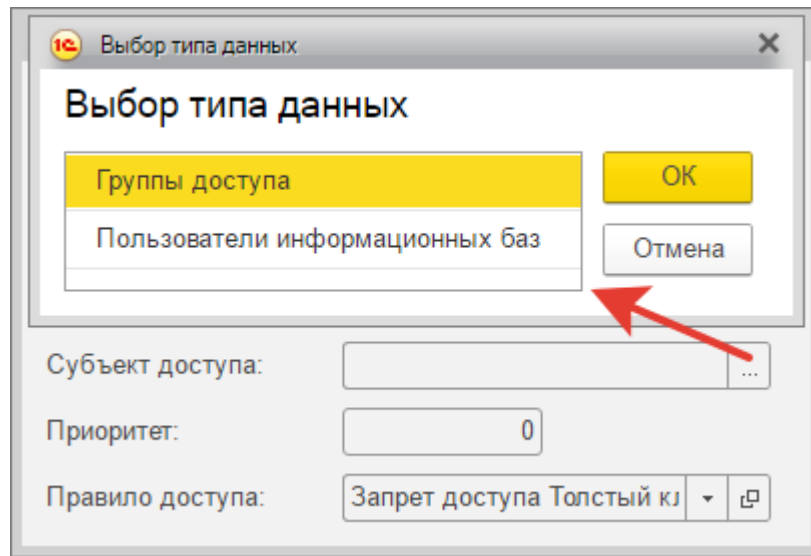 1С Выбор типа данных
Выбор типа данных
Группы доступа
ОК
Пользователи информационных баз
Отмена
Субъект доступа:
...
Приоритет:
0
Правило доступа:
Запрет доступа Толстый кл